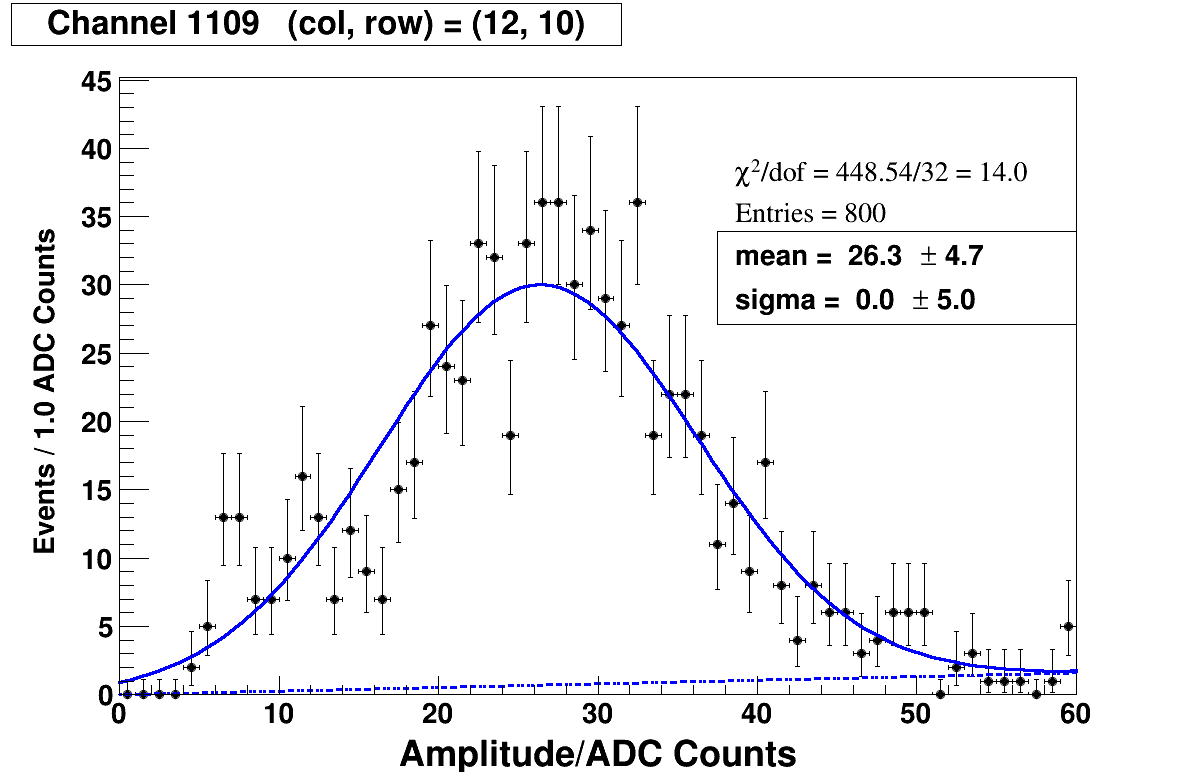 Channel 1109 (col, row) = (12, 10)
45
40
35
30
25
20
15
10
5
0
Events / 1.0 ADC Counts
χ²/dof = 448.54/32 = 14.0
Entries = 800
mean = 26.3 ± 4.7
sigma = 0.0 ± 5.0
0 10 20 30 40 50 60
Amplitude/ADC Counts